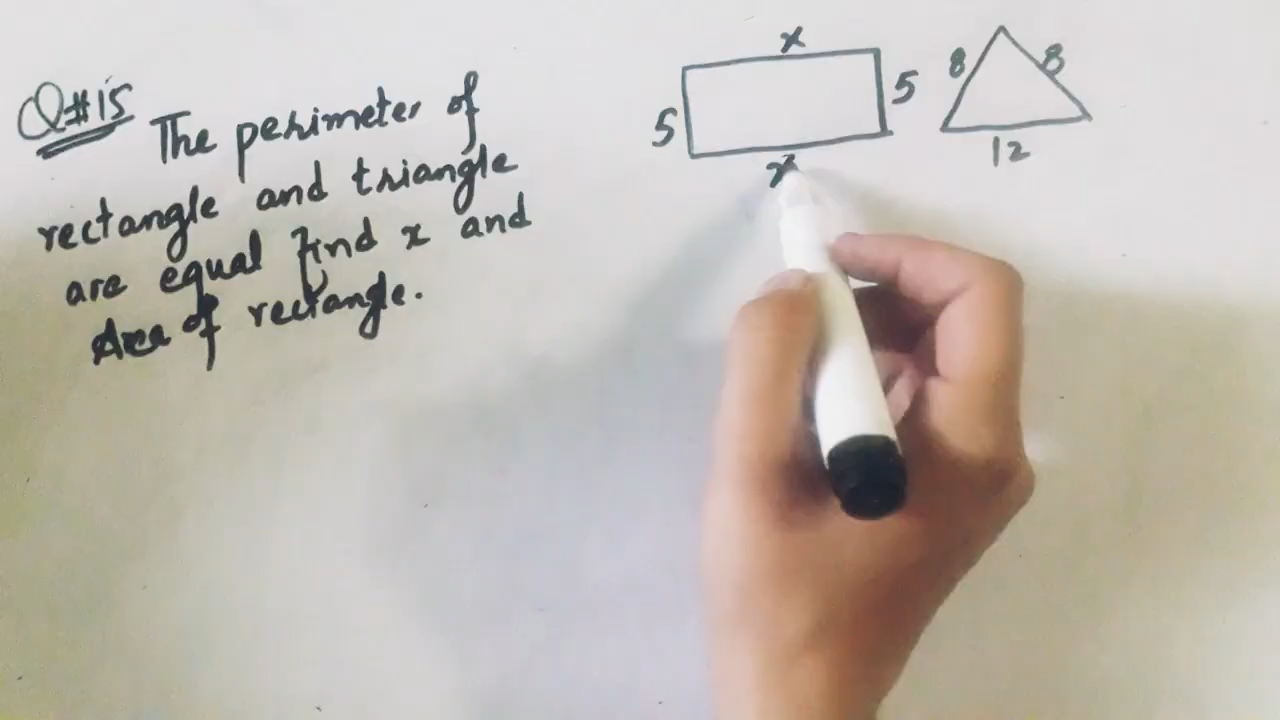 Q#15
The perimeter of
rectangle and triangle
are equal find x and
Area of rectangle.
x
5
5
x
8
8
12